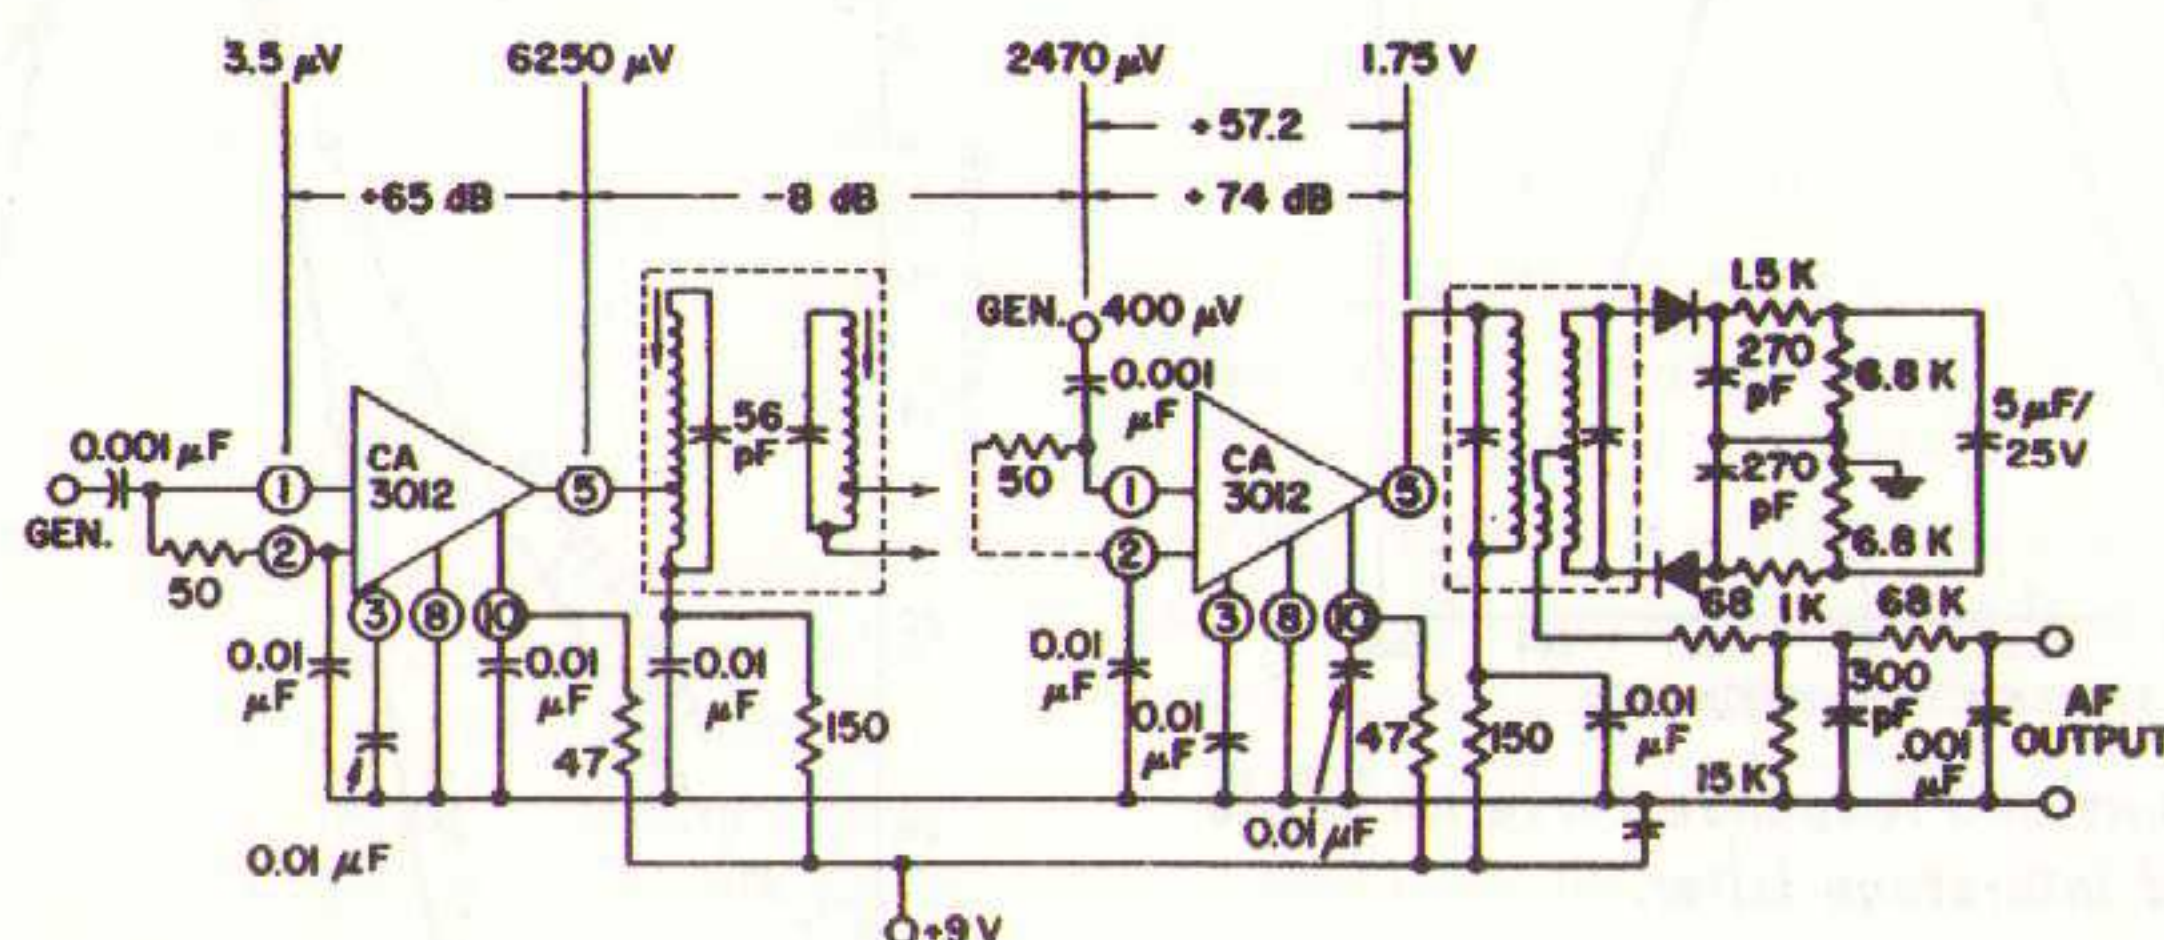 3.5 μV
6250 μV
2470 μV
1.75 V
+57.2
+65 dB
-8 dB
+ 74 dB
GEN.
400 μV
0.001
μF
1.5 K
270
pF
6.8 K
5 μF/
25V
56
pF
0.001 μF
GEN.
1
2
50
CA
3012
5
50
1
2
CA
3012
5
270
pF
6.8 K
68
1K
68 K
3
8
10
3
8
10
0.01
μF
0.01
μF
0.01
μF
47
150
0.01 μF
0.01
μF
0.01
μF
0.01 μF
47
150
0.01
μF
15 K
300
pF
.001
μF
AF
OUTPUT
+9 V